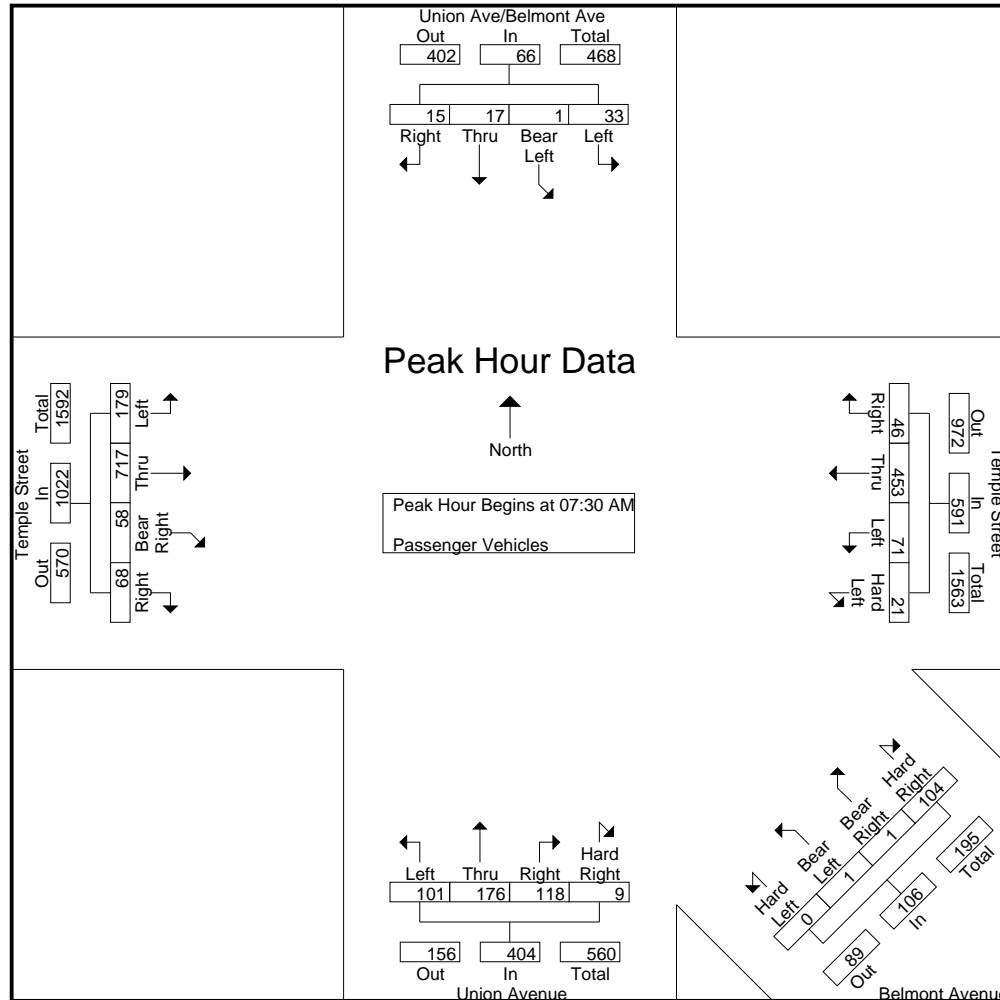 Union Ave/Belmont Ave
Out In Total
402 66 468
15 17 1 33
Right Thru Bear Left Left
Peak Hour Data
North
Peak Hour Begins at 07:30 AM
Passenger Vehicles
Temple Street
Total In Out
1592 1022 570
179 717 58 68
Left Thru Bear Right Right
Right Thru Left Hard Left
46 453 71 21
Out In Total
972 591 1563
Temple Street
Left Thru Right Hard Right
101 176 118 9
156 404 560
Out In Total
Union Avenue
Hard Left Bear Left Bear Right Hard Right
0 1 1 104
89 106 195
Out In Total
Belmont Avenue